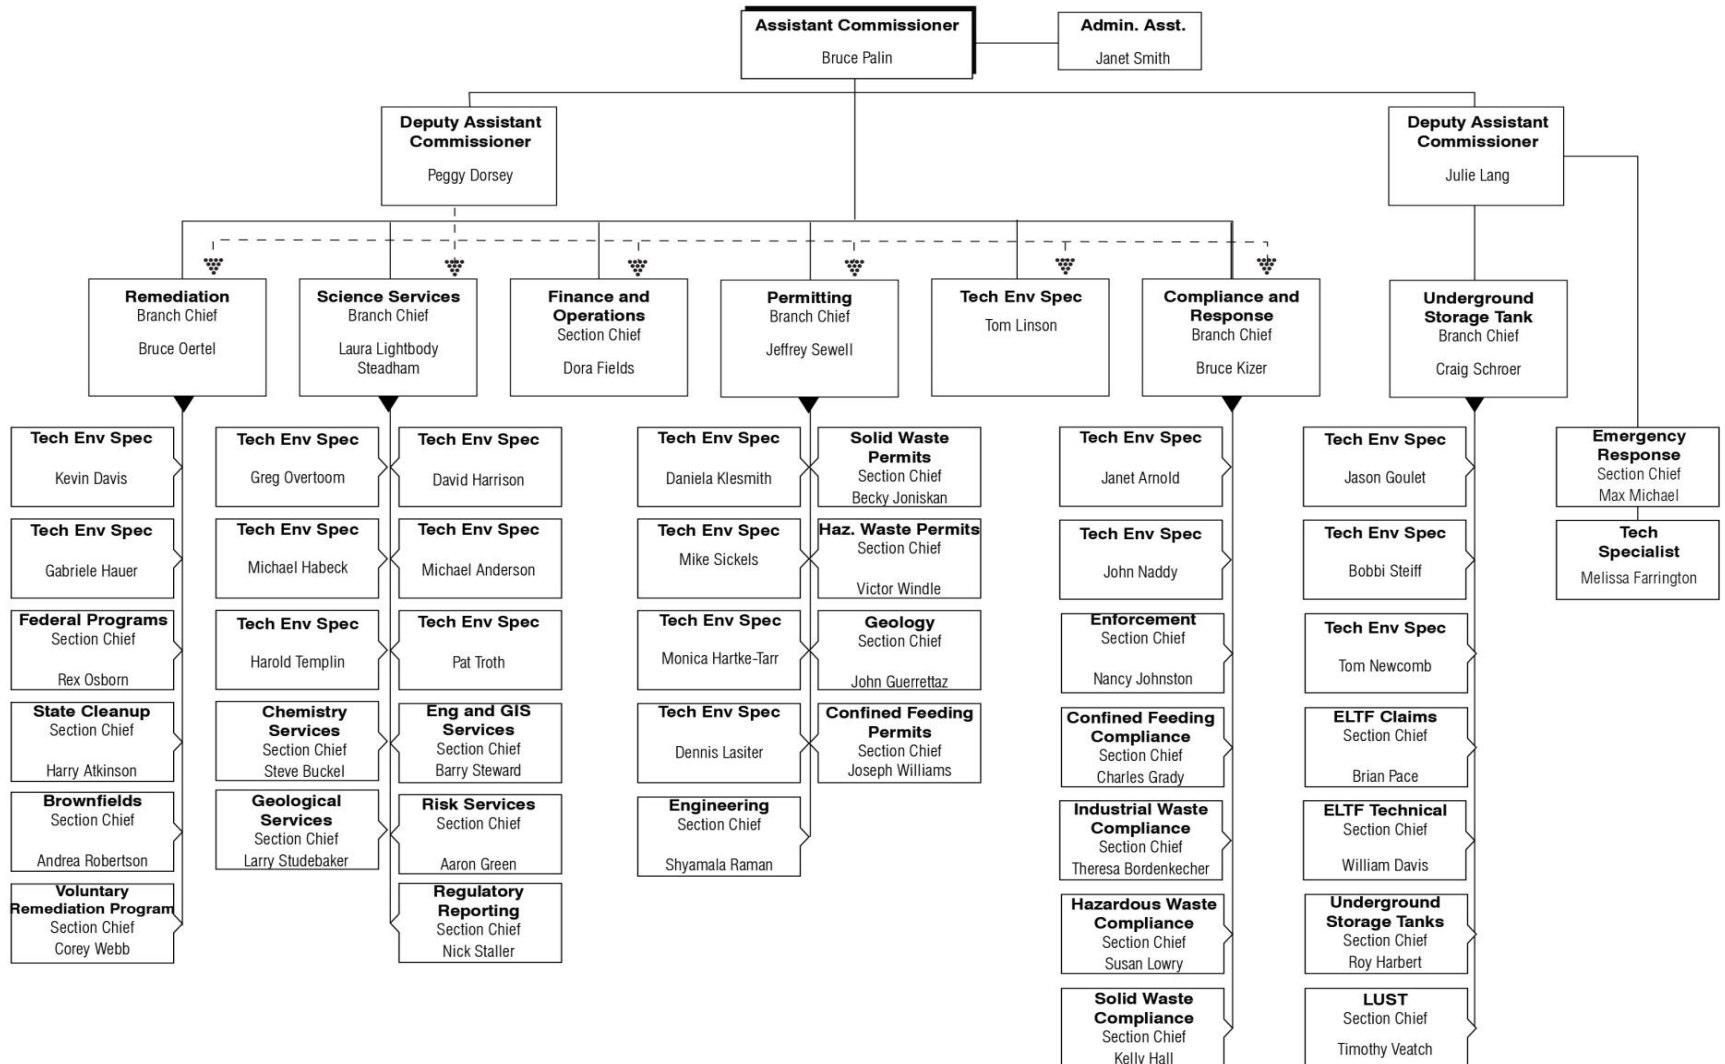 Assistant Commissioner
Bruce Palin
Admin. Asst.
Janet Smith
Deputy Assistant
Commissioner
Peggy Dorsey
Deputy Assistant
Commissioner
Julie Lang
Remediation
Branch Chief
Bruce Oertel
Science Services
Branch Chief
Laura Lightbody
Steadham
Finance and
Operations
Section Chief
Dora Fields
Permitting
Branch Chief
Jeffrey Sewell
Tech Env Spec
Tom Linson
Compliance and
Response
Branch Chief
Bruce Kizer
Underground
Storage Tank
Branch Chief
Craig Schroer
Tech Env Spec
Kevin Davis
Tech Env Spec
Gabriele Hauer
Federal Programs
Section Chief
Rex Osborn
State Cleanup
Section Chief
Harry Atkinson
Brownfields
Section Chief
Andrea Robertson
Voluntary
Remediation Program
Section Chief
Corey Webb
Tech Env Spec
Greg Overtoom
Tech Env Spec
Michael Habeck
Tech Env Spec
Harold Templin
Chemistry
Services
Section Chief
Steve Buckel
Geological
Services
Section Chief
Larry Studebaker
Tech Env Spec
David Harrison
Tech Env Spec
Michael Anderson
Tech Env Spec
Pat Troth
Eng and GIS
Services
Section Chief
Barry Steward
Risk Services
Section Chief
Aaron Green
Regulatory
Reporting
Section Chief
Nick Staller
Tech Env Spec
Daniela Klesmith
Tech Env Spec
Mike Sickels
Tech Env Spec
Monica Hartke-Tarr
Tech Env Spec
Dennis Lasiter
Engineering
Section Chief
Shyamala Raman
Solid Waste
Permits
Section Chief
Becky Joniskan
Haz. Waste Permits
Section Chief
Victor Windle
Geology
Section Chief
John Guerrettaz
Confined Feeding
Permits
Section Chief
Joseph Williams
Tech Env Spec
Janet Arnold
Tech Env Spec
John Naddy
Enforcement
Section Chief
Nancy Johnston
Confined Feeding
Compliance
Section Chief
Charles Grady
Industrial Waste
Compliance
Section Chief
Theresa Bordenkecher
Hazardous Waste
Compliance
Section Chief
Susan Lowry
Solid Waste
Compliance
Section Chief
Kelly Hall
Tech Env Spec
Jason Goulet
Tech Env Spec
Bobbi Steiff
Tech Env Spec
Tom Newcomb
ELTF Claims
Section Chief
Brian Pace
ELTF Technical
Section Chief
William Davis
Underground
Storage Tanks
Section Chief
Roy Harbert
LUST
Section Chief
Timothy Veatch
Emergency
Response
Section Chief
Max Michael
Tech
Specialist
Melissa Farrington